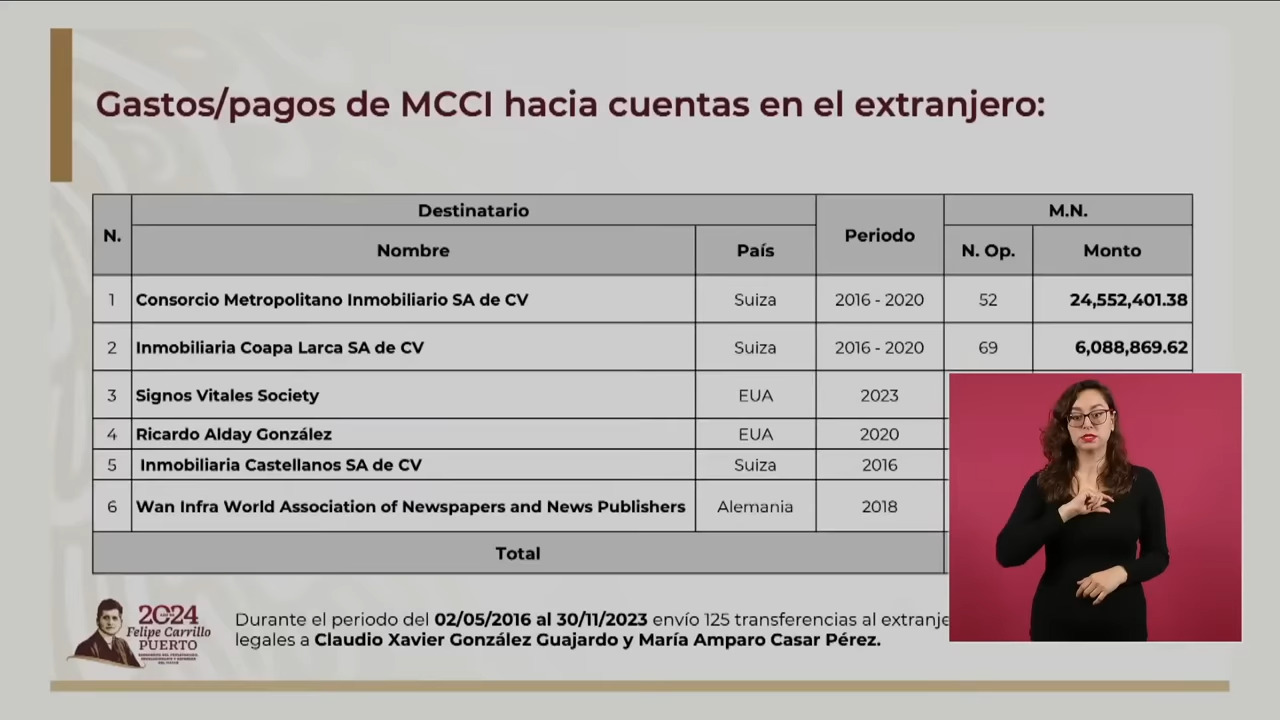 Gastos/pagos de MCCI hacia cuentas en el extranjero:
N. Destinatario Periodo M.N.
Nombre País N. Op. Monto
1 Consorcio Metropolitano Inmobiliario SA de CV Suiza 2016 - 2020 52 24,552,401.38
2 Inmobiliaria Coapa Larca SA de CV Suiza 2016 - 2020 69 6,088,869.62
3 Signos Vitales Society EUA 2023
4 Ricardo Alday González EUA 2020
5 Inmobiliaria Castellanos SA de CV Suiza 2016
6 Wan Infra World Association of Newspapers and News Publishers Alemania 2018
Total
2024
Felipe Carrillo
PUERTO
Durante el periodo del 02/05/2016 al 30/11/2023 envío 125 transferencias al extranje
legales a Claudio Xavier González Guajardo y María Amparo Casar Pérez.